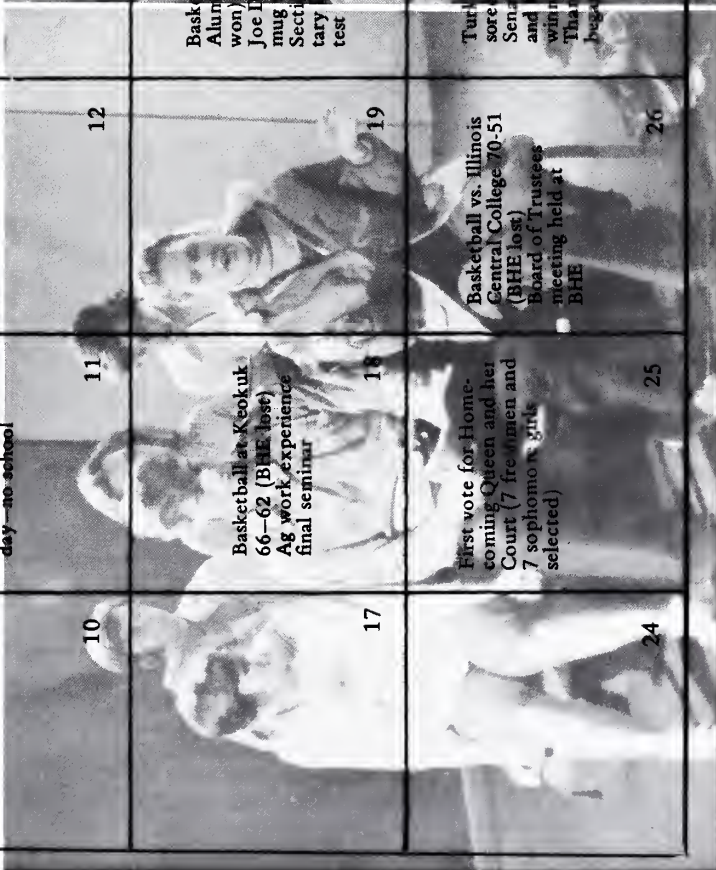 day—no school
10
11
12
17
Basketball at Keokuk
66–62 (BHE lost)
Ag work experience
final seminar
18
Basketball vs. Illinois
Central College 70-51
(BHE lost)
Board of Trustees
meeting held at
BHE
19
Bask
Alum
won)
Joe
mug
Secti
tary
test
24
First vote for Home-
coming Queen and her
Court (7 freshmen and
7 sophomore girls
selected)
25
26
Turk
sore
Sena
and
winn
Than
bega